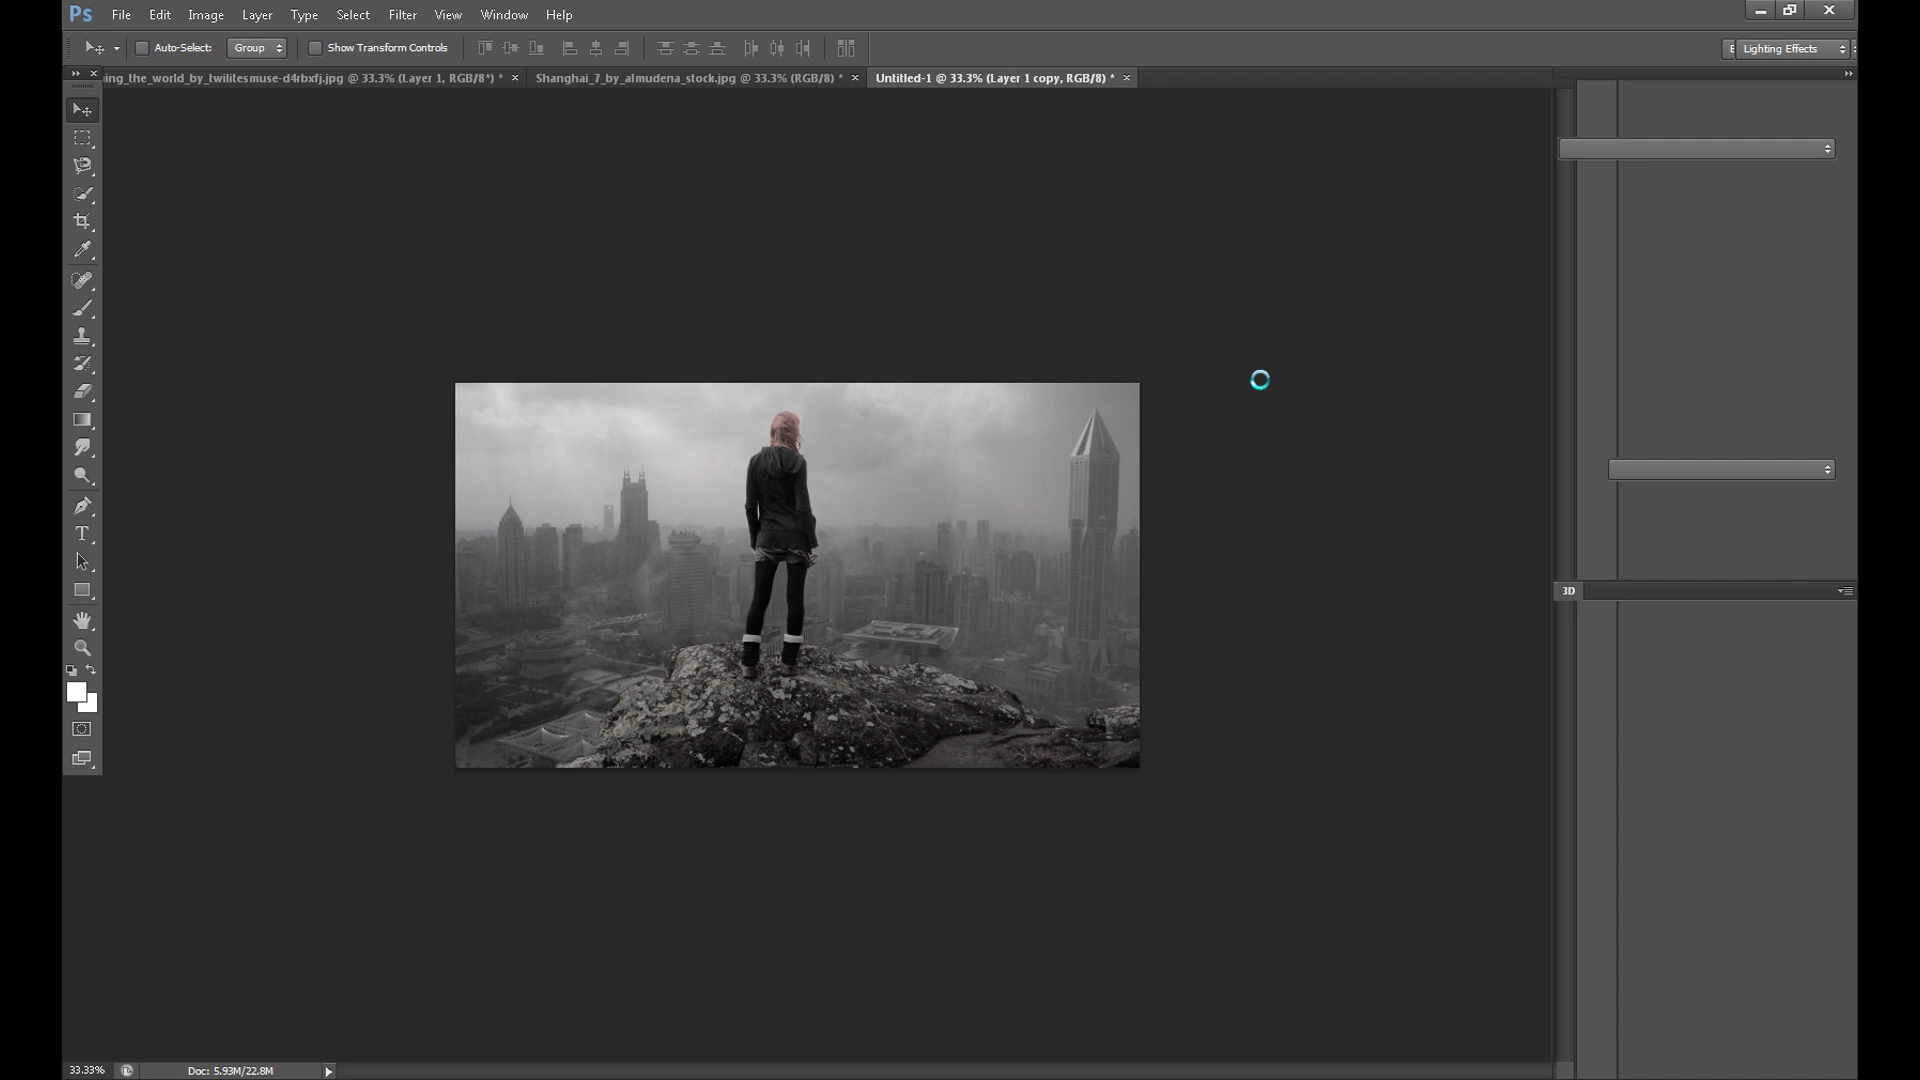 Ps File Edit Image Layer Type Select Filter View Window Help
Auto-Select: Group Show Transform Controls Lighting Effects
ing_the_world_by_twilitesmuse-d4rbxfj.jpg @ 33.3% (Layer 1, RGB/8*) * × Shanghai_7_by_almudena_stock.jpg @ 33.3% (RGB/8) * × Untitled-1 @ 33.3% (Layer 1 copy, RGB/8) * ×
T
3D
33.33% Doc: 5.93M/22.8M